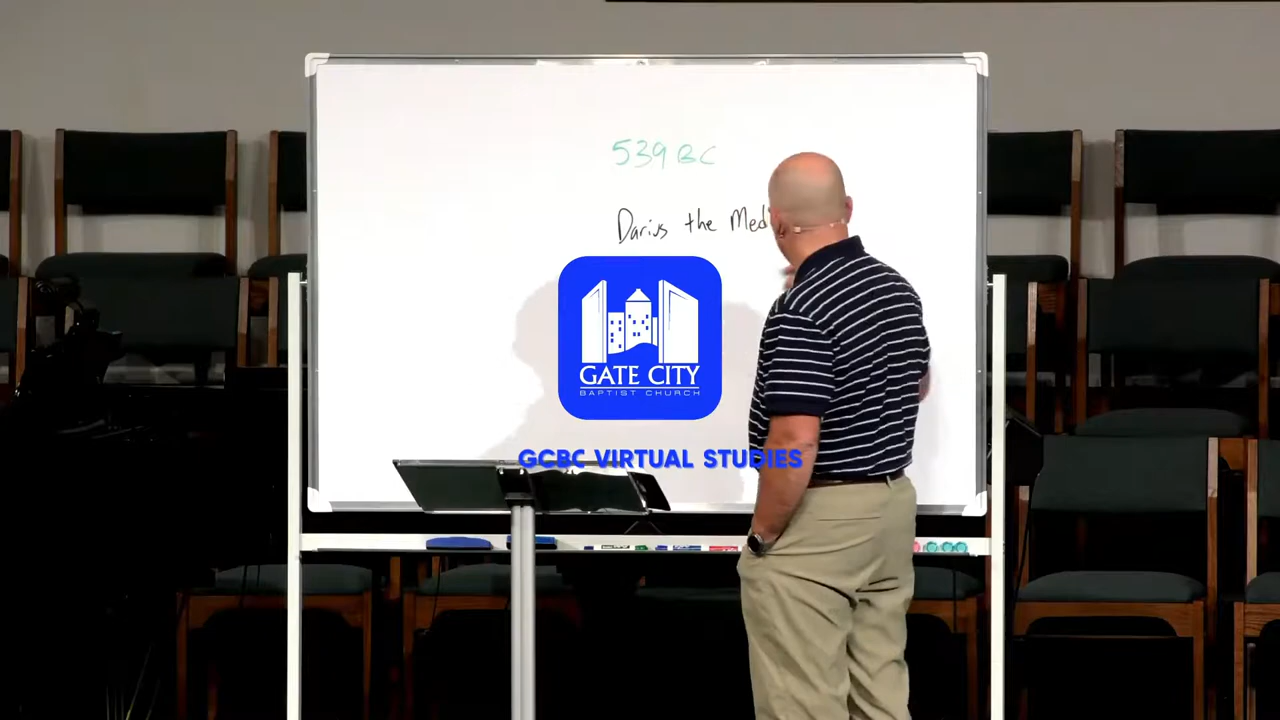 539 BC
Darius the Med
GATE CITY
BAPTIST CHURCH
GCBC VIRTUAL STUDIES